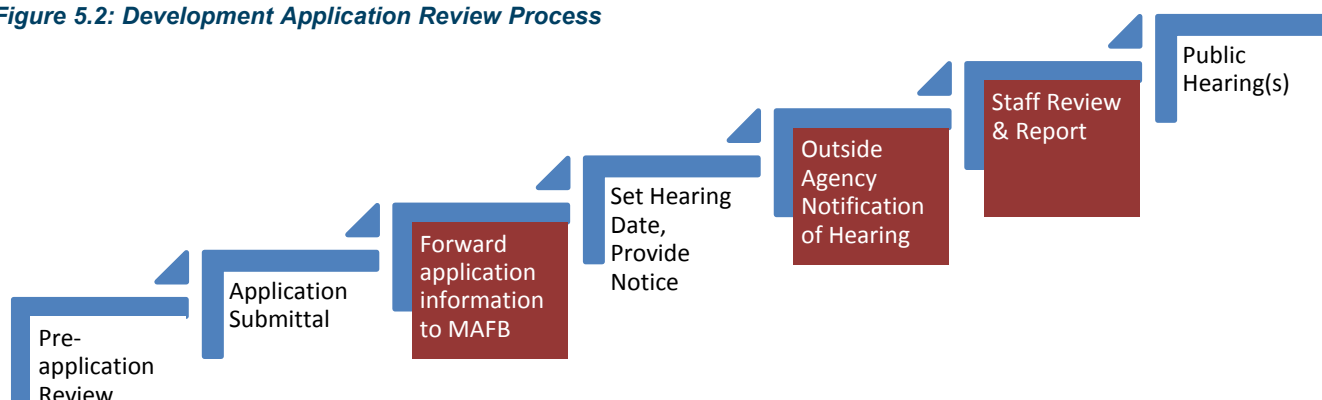 Figure 5.2: Development Application Review Process
Pre-
application
Review
Application
Submittal
Forward
application
information
to MAFB
Set Hearing
Date,
Provide
Notice
Outside
Agency
Notification
of Hearing
Staff Review
& Report
Public
Hearing(s)